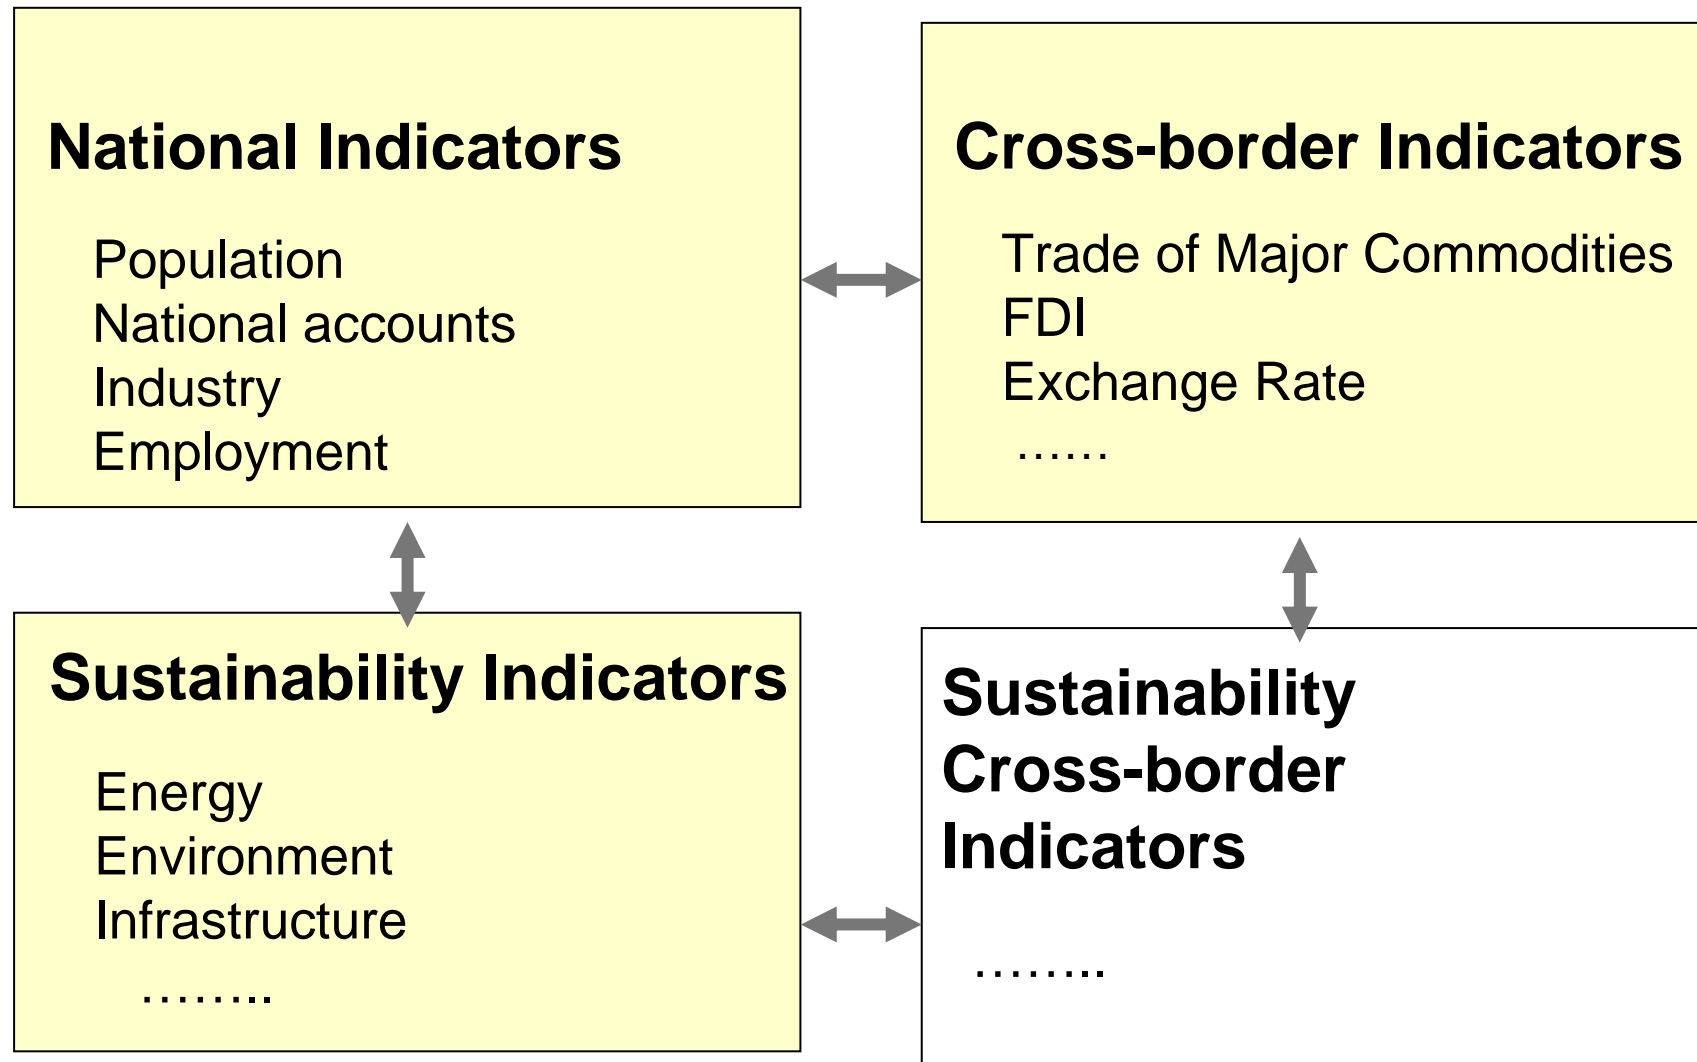 National Indicators
Population
National accounts
Industry
Employment
Cross-border Indicators
Trade of Major Commodities
FDI
Exchange Rate
……
Sustainability Indicators
Energy
Environment
Infrastructure
……..
Sustainability
Cross-border
Indicators
……..